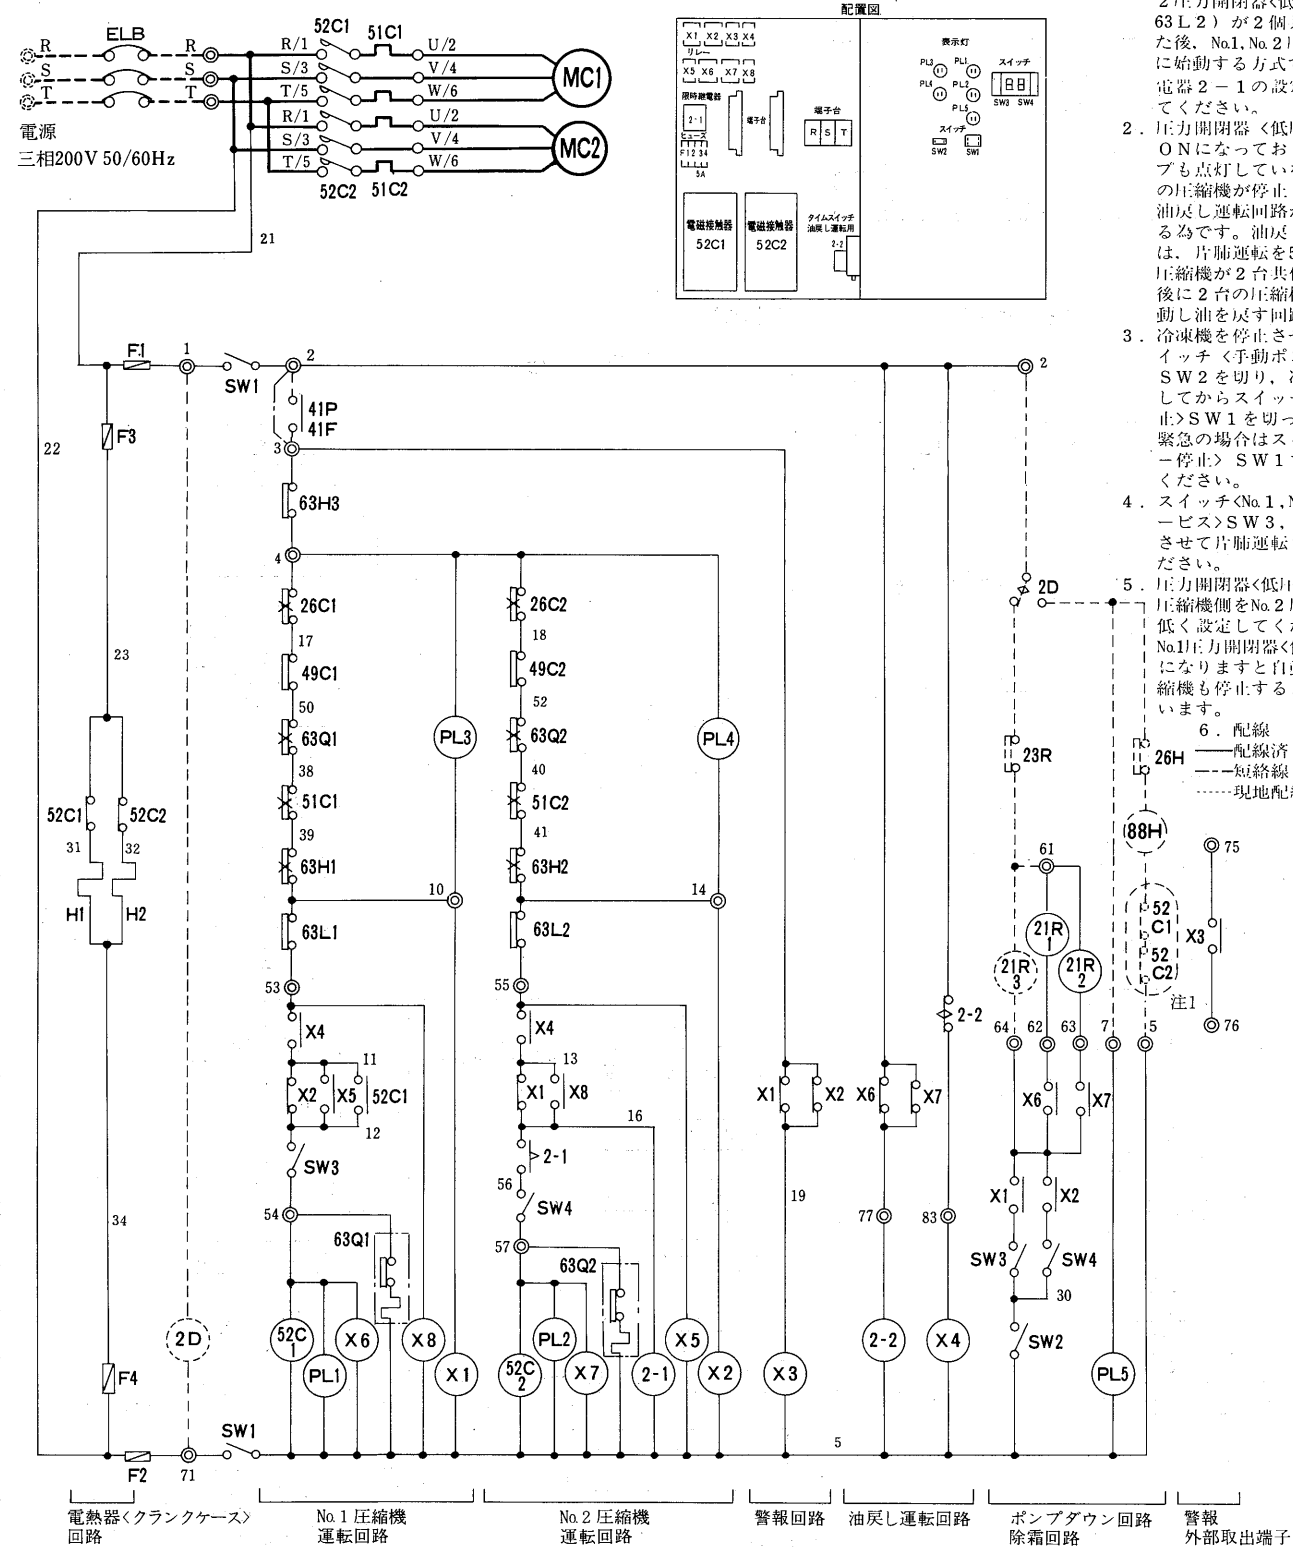 52C1
51C1
R
ELB
R
R/1
U/2
S
S
S/3
V/4
MC1
T
T
T/5
W/6
R/1
U/2
電源
三相200V 50/60Hz
S/3
V/4
MC2
T/5
W/6
52C2
51C2
配置図
X1 X2 X3 X4
リレー
X5 X6 X7 X8
限時継電器
2-1
ヒューズ
F1 2 3 4
5A
端子台
端子台
R S T
電磁接触器
52C1
電磁接触器
52C2
タイムスイッチ
油戻し運転用
2-2
表示灯
PL3
PL1
PL4
PL2
PL5
スイッチ
SW3 SW4
スイッチ
SW2
SW1
63L2）が2個
た後，No.1，No.2
に始動する方式
電器2－1の設
てください。
2．圧力開閉器〈低
ONになってお
プも点灯してい
の圧縮機が停止
油戻し運転回路
る為です。油戻
は，片肺運転を
圧縮機が2台共
後に2台の圧縮
動し油を戻す回
3．冷凍機を停止さ
イッチ〈手動ポ
SW2を切り，
してからスイッ
止〉SW1を切
緊急の場合はス
－停止〉SW1
ください。
4．スイッチ〈No.1，
ービス〉SW3，
させて片肺運転
ださい。
5．圧力開閉器〈低
圧縮機側をNo.2
低く設定して
No.1圧力開閉器
になりますと自
縮機も停止する
います。
6．配線
配線済
短絡線
現地配
21
22
F1
1
SW1
2
2
F3
41P
41F
3
63H3
4
23
26C1
17
49C1
50
63Q1
38
51C1
39
63H1
10
63L1
53
X4
11
X2
X5
52C1
12
SW3
54
63Q1
52C1
PL1
X6
X8
X1
PL3
26C2
18
49C2
52
63Q2
40
51C2
41
63H2
14
63L2
55
X4
13
X1
X8
16
2-1
56
SW4
57
63Q2
52C2
PL2
X7
2-1
X5
X2
PL4
52C1
52C2
31
32
H1
H2
34
F4
2D
F2
71
SW1
X1
X2
19
X3
X6
X7
77
2-2
2-2
83
X4
5
2D
23R
26H
88H
61
21R1
21R2
21R3
52C1
52C2
注1
64
62
63
7
5
X6
X7
X1
X2
SW3
SW4
30
SW2
PL5
75
X3
76
電熱器〈クランクケース〉
回路
No.1 圧縮機
運転回路
No.2 圧縮機
運転回路
警報回路
油戻し運転回路
ポンプダウン回路
除霜回路
警報
外部取出端子